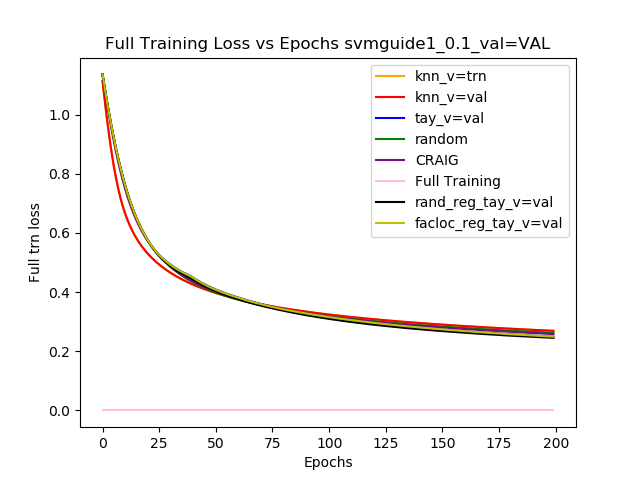 Full Training Loss vs Epochs svmguide1_0.1_val=VAL
knn_v=trn
knn_v=val
tay_v=val
random
CRAIG
Full Training
rand_reg_tay_v=val
facloc_reg_tay_v=val
Full trn loss
1.0
0.8
0.6
0.4
0.2
0.0
0 25 50 75 100 125 150 175 200
Epochs